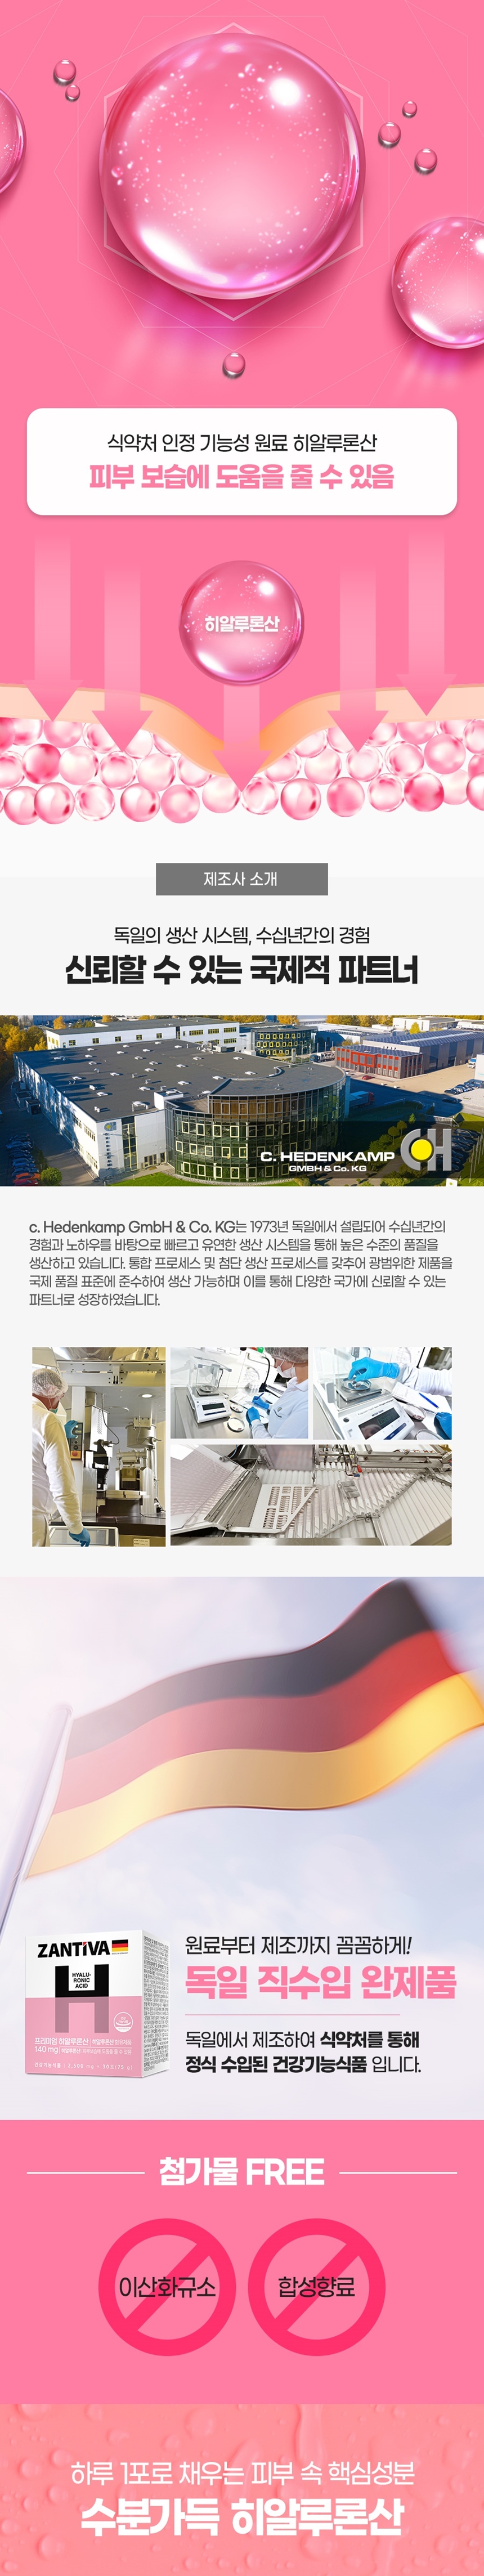 식약처 인정 기능성 원료 히알루론산
피부 보습에 도움을 줄 수 있음
히알루론산
제조사 소개
독일의 생산 시스템, 수십년간의 경험
신뢰할 수 있는 국제적 파트너
C. HEDENKAMP
GMBH & Co. KG
CH
c. Hedenkamp GmbH & Co. KG는 1973년 독일에서 설립되어 수십년간의
경험과 노하우를 바탕으로 빠르고 유연한 생산 시스템을 통해 높은 수준의 품질을
생산하고 있습니다. 통합 프로세스 및 첨단 생산 프로세스를 갖추어 광범위한 제품을
국제 품질 표준에 준수하여 생산 가능하며 이를 통해 다양한 국가에 신뢰할 수 있는
파트너로 성장하였습니다.
ZANTIVA
HYALU-
RONIC
ACID
H
프리미엄 히알루론산
140 mg
원료부터 제조까지 꼼꼼하게!
독일 직수입 완제품
독일에서 제조하여 식약처를 통해
정식 수입된 건강기능식품 입니다.
첨가물 FREE
이산화규소
합성향료
하루 1포로 채우는 피부 속 핵심성분
수분가득 히알루론산